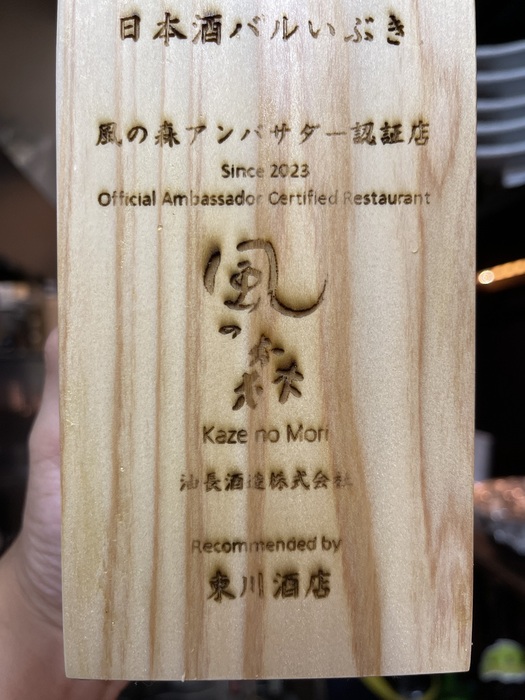 日本酒バルいぶき
風の森アンバサダー認証店
Since 2023
Official Ambassador Certified Restaurant
風の森
Kaze no Mori
油長酒造株式会社
Recommended by
東川酒店